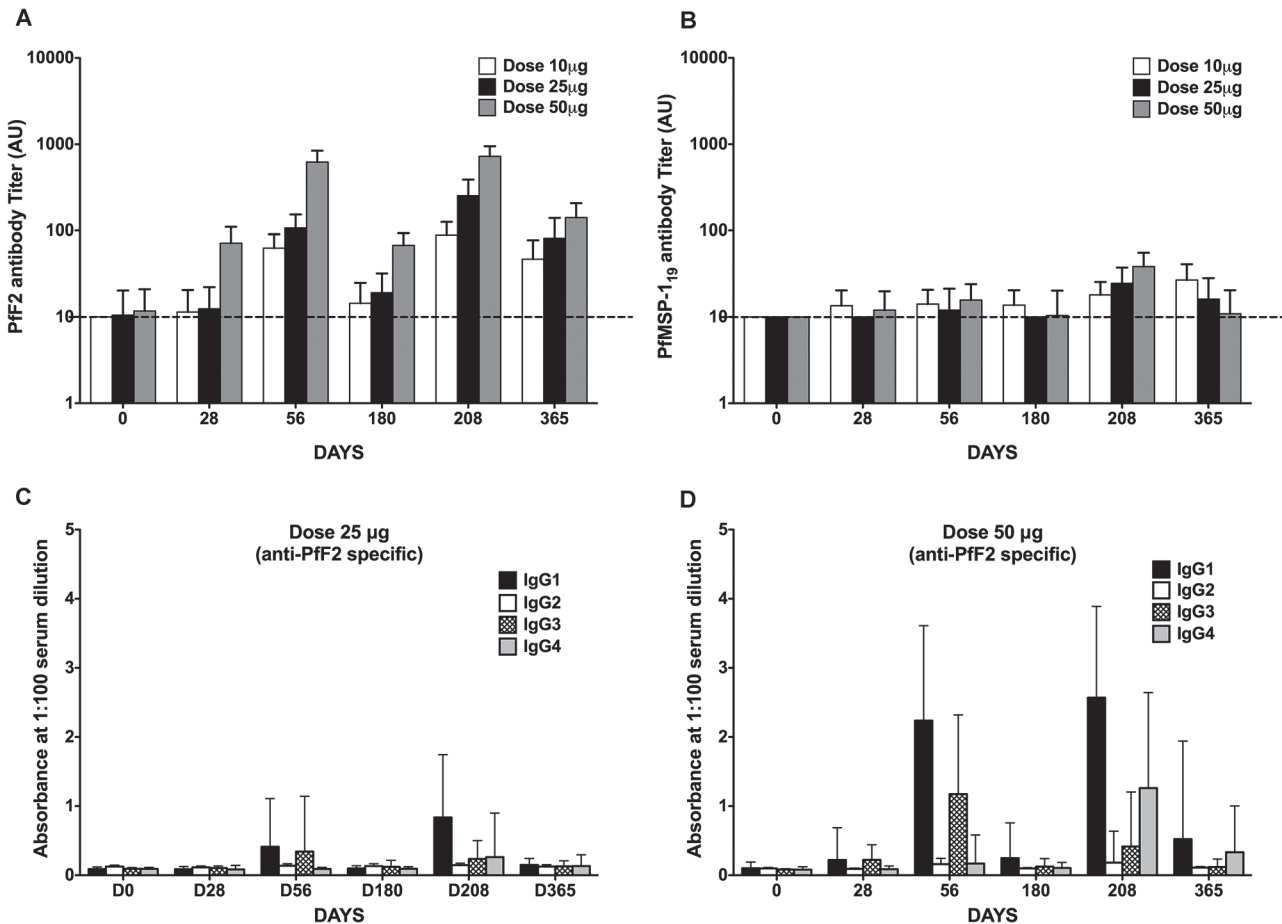 A
PfF2 antibody Titer (AU)
10000
1000
100
10
1
Dose 10μg
Dose 25μg
Dose 50μg
0 28 56 180 208 365
DAYS
B
PfMSP-1₁₉ antibody Titer (AU)
10000
1000
100
10
1
Dose 10μg
Dose 25μg
Dose 50μg
0 28 56 180 208 365
DAYS
C
Dose 25 µg
(anti-PfF2 specific)
Absorbance at 1:100 serum dilution
5
4
3
2
1
0
IgG1
IgG2
IgG3
IgG4
D0 D28 D56 D180 D208 D365
DAYS
D
Dose 50 µg
(anti-PfF2 specific)
Absorbance at 1:100 serum dilution
5
4
3
2
1
0
IgG1
IgG2
IgG3
IgG4
0 28 56 180 208 365
DAYS